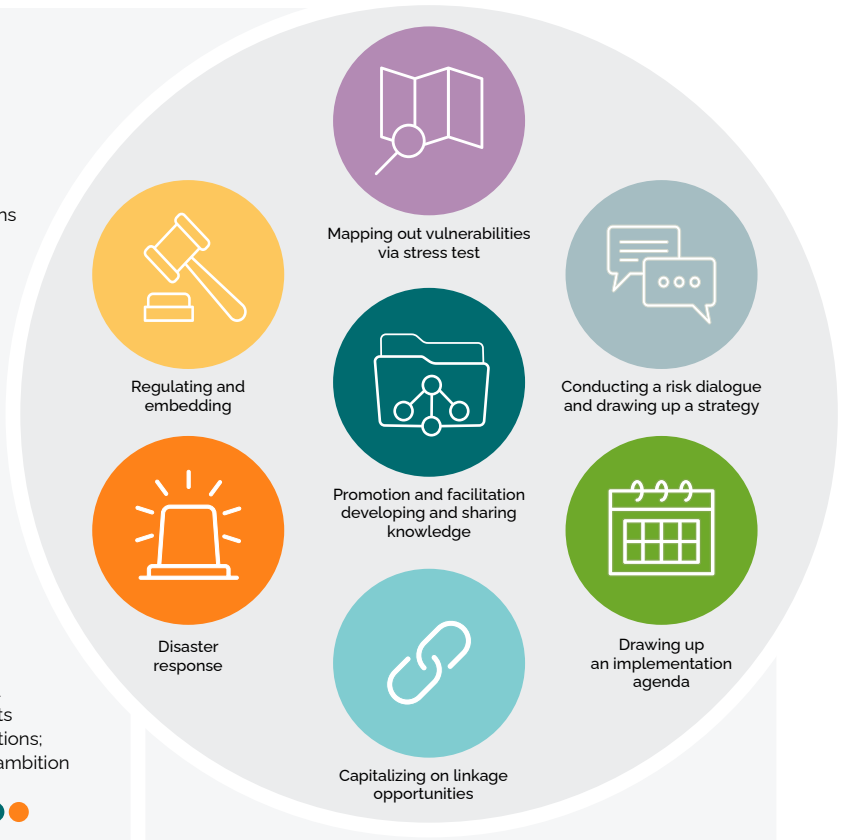 ns
Mapping out vulnerabilities
via stress test
Regulating and
embedding
Conducting a risk dialogue
and drawing up a strategy
Promotion and facilitation
developing and sharing
knowledge
Disaster
response
Drawing up
an implementation
agenda
ts
tions;
ambition
Capitalizing on linkage
opportunities